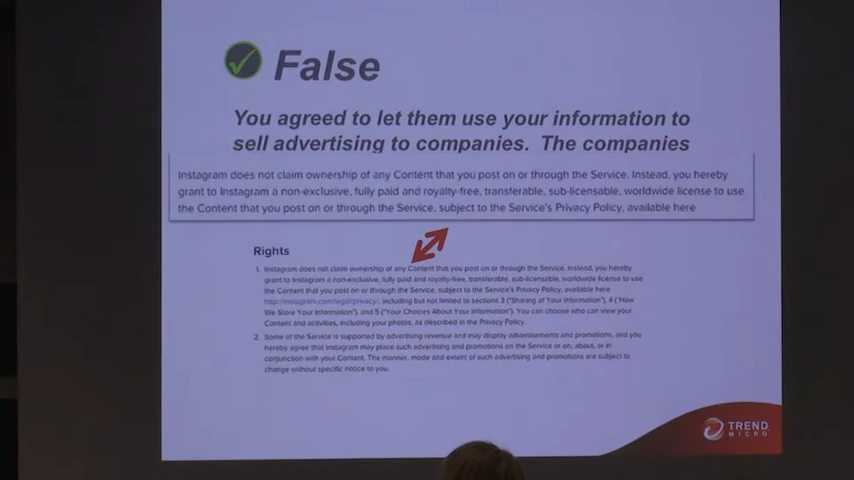 False
You agreed to let them use your information to
sell advertising to companies. The companies
Instagram does not claim ownership of any Content that you post on or through the Service. Instead, you hereby
grant to Instagram a non-exclusive, fully paid and royalty-free, transferable, sub-licensable, worldwide license to use
the Content that you post on or through the Service, subject to the Service's Privacy Policy, available here
Rights
1. Instagram does not claim ownership of any Content that you post on or through the Service. Instead, you hereby
grant to Instagram a non-exclusive, fully paid and royalty-free, transferable, sub-licensable, worldwide license to use
the Content that you post on or through the Service, subject to the Service's Privacy Policy, available here
http://instagram.com/legal/privacy/, including but not limited to sections 3 ("Sharing of Your Information"), 4 ("How
We Store Your Information"), and 5 ("Your Choices About Your Information"). You can choose who can view your
Content and activities, including your photos, as described in the Privacy Policy.
2. Some of the Service is supported by advertising revenue and may display advertisements and promotions, and you
hereby agree that Instagram may place such advertising and promotions on the Service or on, about, or in
conjunction with your Content. The manner, mode and extent of such advertising and promotions are subject to
change without specific notice to you.
TREND
MICRO